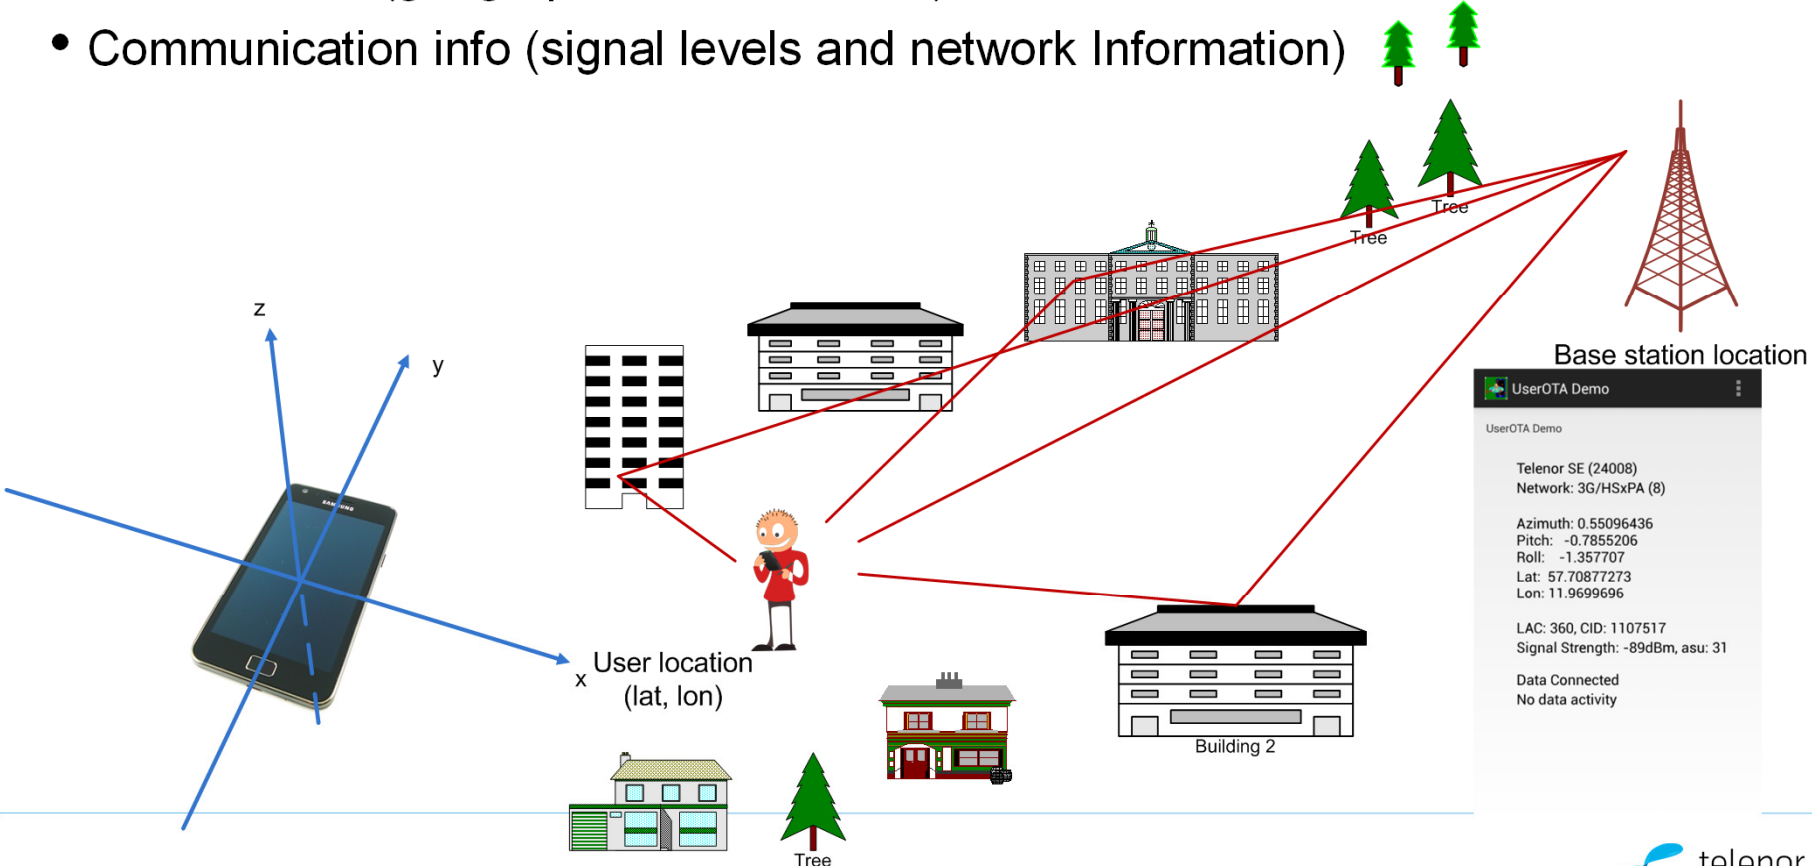 • Communication info (signal levels and network Information)
Tree
Tree
z
y
x
SAMSUNG
User location
(lat, lon)
Base station location
UserOTA Demo
UserOTA Demo
Telenor SE (24008)
Network: 3G/HSxPA (8)
Azimuth: 0.55096436
Pitch: -0.7855206
Roll: -1.357707
Lat: 57.70877273
Lon: 11.9699696
LAC: 360, CID: 1107517
Signal Strength: -89dBm, asu: 31
Data Connected
No data activity
Building 2
Tree
telenor